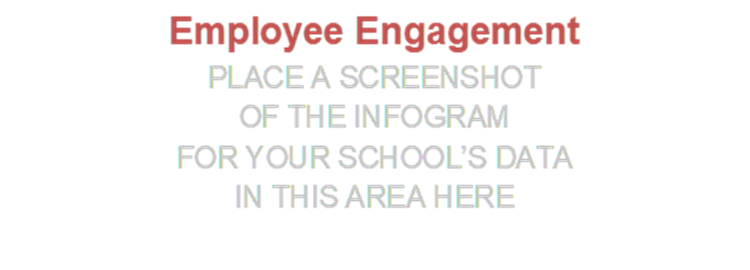 Employee Engagement
PLACE A SCREENSHOT
OF THE INFOGRAM
FOR YOUR SCHOOL’S DATA
IN THIS AREA HERE